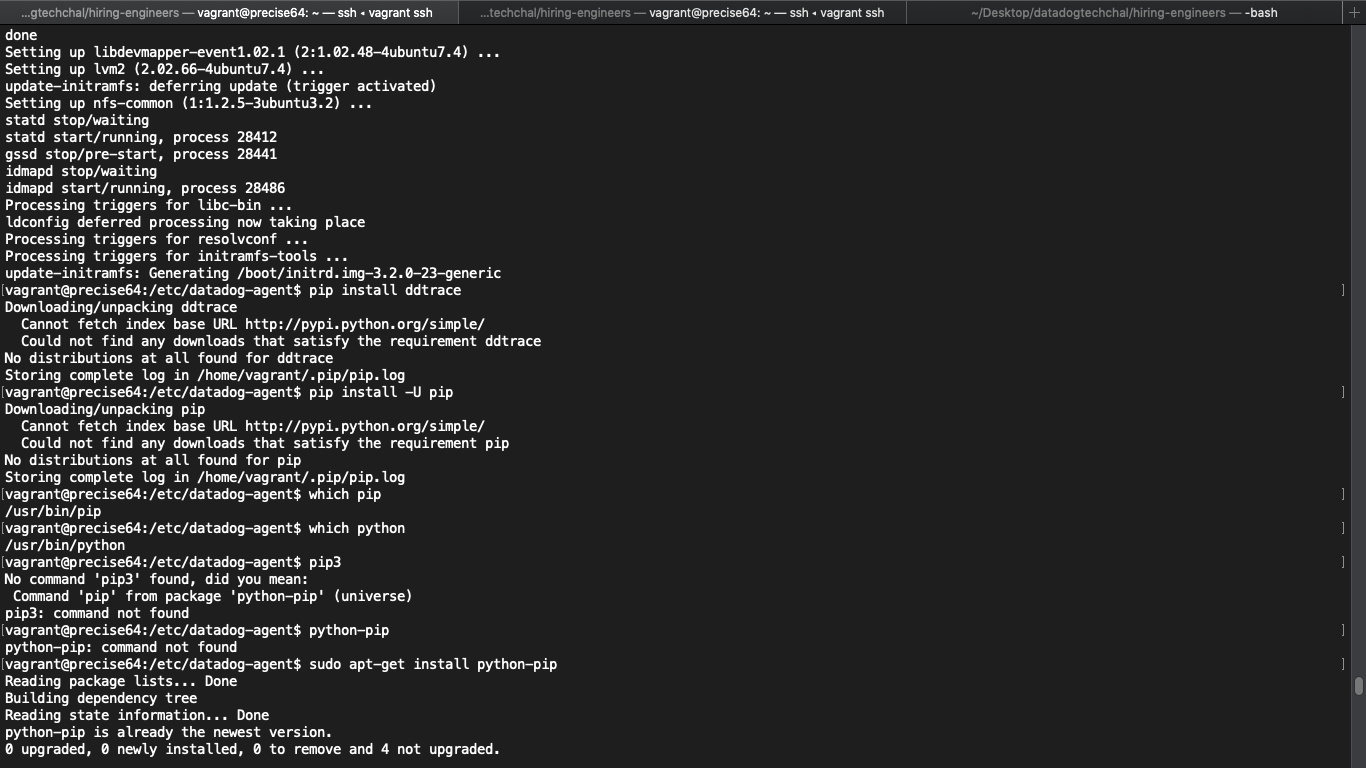 ...gtechchal/hiring-engineers — vagrant@precise64: ~ — ssh ◂ vagrant ssh
...techchal/hiring-engineers — vagrant@precise64: ~ — ssh ◂ vagrant ssh
~/Desktop/datadogtechchal/hiring-engineers — -bash
+
done
Setting up libdevmapper-event1.02.1 (2:1.02.48-4ubuntu7.4) ...
Setting up lvm2 (2.02.66-4ubuntu7.4) ...
update-initramfs: deferring update (trigger activated)
Setting up nfs-common (1:1.2.5-3ubuntu3.2) ...
statd stop/waiting
statd start/running, process 28412
gssd stop/pre-start, process 28441
idmapd stop/waiting
idmapd start/running, process 28486
Processing triggers for libc-bin ...
ldconfig deferred processing now taking place
Processing triggers for resolvconf ...
Processing triggers for initramfs-tools ...
update-initramfs: Generating /boot/initrd.img-3.2.0-23-generic
[vagrant@precise64:/etc/datadog-agent$ pip install ddtrace ]
Downloading/unpacking ddtrace
  Cannot fetch index base URL http://pypi.python.org/simple/
  Could not find any downloads that satisfy the requirement ddtrace
No distributions at all found for ddtrace
Storing complete log in /home/vagrant/.pip/pip.log
[vagrant@precise64:/etc/datadog-agent$ pip install -U pip ]
Downloading/unpacking pip
  Cannot fetch index base URL http://pypi.python.org/simple/
  Could not find any downloads that satisfy the requirement pip
No distributions at all found for pip
Storing complete log in /home/vagrant/.pip/pip.log
[vagrant@precise64:/etc/datadog-agent$ which pip ]
/usr/bin/pip
[vagrant@precise64:/etc/datadog-agent$ which python ]
/usr/bin/python
[vagrant@precise64:/etc/datadog-agent$ pip3 ]
No command 'pip3' found, did you mean:
 Command 'pip' from package 'python-pip' (universe)
pip3: command not found
[vagrant@precise64:/etc/datadog-agent$ python-pip ]
python-pip: command not found
[vagrant@precise64:/etc/datadog-agent$ sudo apt-get install python-pip ]
Reading package lists... Done
Building dependency tree
Reading state information... Done
python-pip is already the newest version.
0 upgraded, 0 newly installed, 0 to remove and 4 not upgraded.